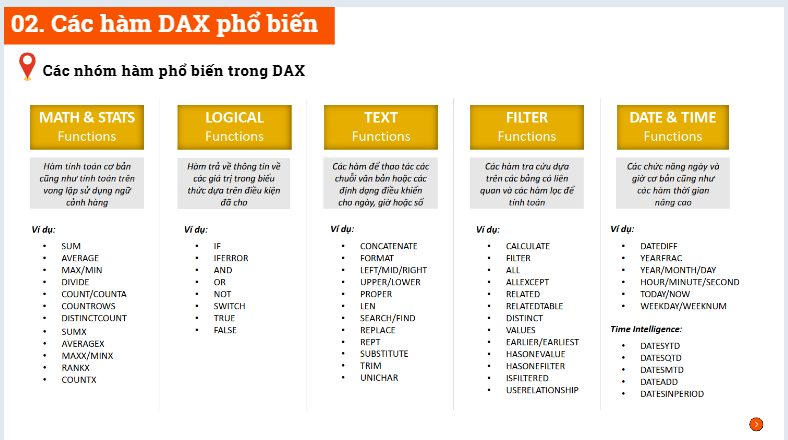 02. Các hàm DAX phổ biến
Các nhóm hàm phổ biến trong DAX
MATH & STATS
Functions
Hàm tính toán cơ bản
cũng như tính toán trên
vong lặp sử dụng ngữ
cảnh hàng
Ví dụ:
SUM
AVERAGE
MAX/MIN
DIVIDE
COUNT/COUNTA
COUNTROWS
DISTINCTCOUNT
SUMX
AVERAGEX
MAXX/MINX
RANKX
COUNTX
LOGICAL
Functions
Hàm trả về thông tin về
các giá trị trong biểu
thức dựa trên điều kiện
đã cho
Ví dụ:
IF
IFERROR
AND
OR
NOT
SWITCH
TRUE
FALSE
TEXT
Functions
Các hàm để thao tác các
chuỗi văn bản hoặc các
định dạng điều khiển
cho ngày, giờ hoặc số
Ví dụ:
CONCATENATE
FORMAT
LEFT/MID/RIGHT
UPPER/LOWER
PROPER
LEN
SEARCH/FIND
REPLACE
REPT
SUBSTITUTE
TRIM
UNICHAR
FILTER
Functions
Các hàm tra cứu dựa
trên các bảng có liên
quan và các hàm lọc để
tính toán
Ví dụ:
CALCULATE
FILTER
ALL
ALLEXCEPT
RELATED
RELATEDTABLE
DISTINCT
VALUES
EARLIER/EARLIEST
HASONEVALUE
HASONEFILTER
ISFILTERED
USERELATIONSHIP
DATE & TIME
Functions
Các chức năng ngày và
giờ cơ bản cũng như
các hàm thời gian
nâng cao
Ví dụ:
DATEDIFF
YEARFRAC
YEAR/MONTH/DAY
HOUR/MINUTE/SECOND
TODAY/NOW
WEEKDAY/WEEKNUM
Time Intelligence:
DATESYTD
DATESQTD
DATESMTD
DATEADD
DATESINPERIOD